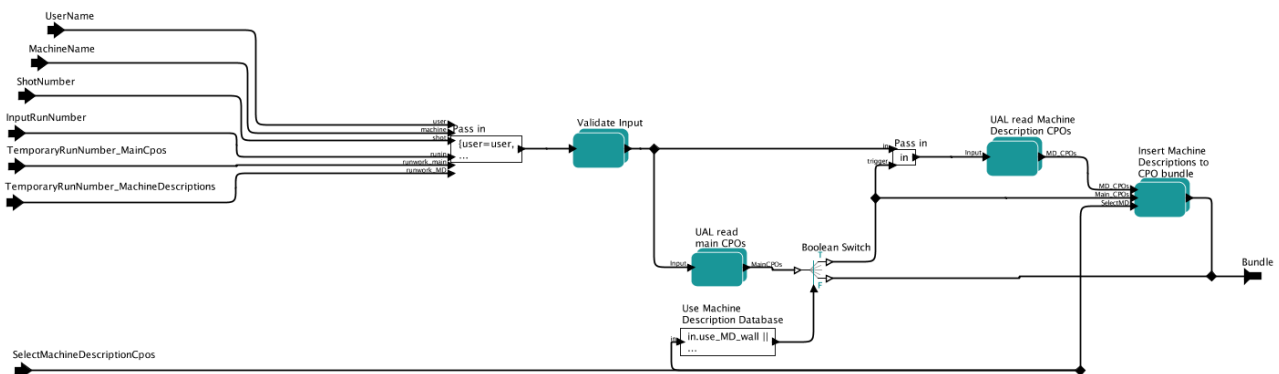 UserName
MachineName
ShotNumber
InputRunNumber
TemporaryRunNumber_MainCpos
TemporaryRunNumber_MachineDescriptions
user
machine
shot
runin
runwork_main
runwork_MD
Pass in
{user=user,
...
Validate Input
in
trigger
Pass in
in
UAL read Machine
Description CPOs
Input
MD_CPOs
Insert Machine
Descriptions to
CPO bundle
MD_CPOs
Main_CPOs
SelectMD
UAL read
main CPOs
Input
MainCPOs
Boolean Switch
T
F
Bundle
Use Machine
Description Database
in
in.use_MD_wall ||
...
SelectMachineDescriptionCpos